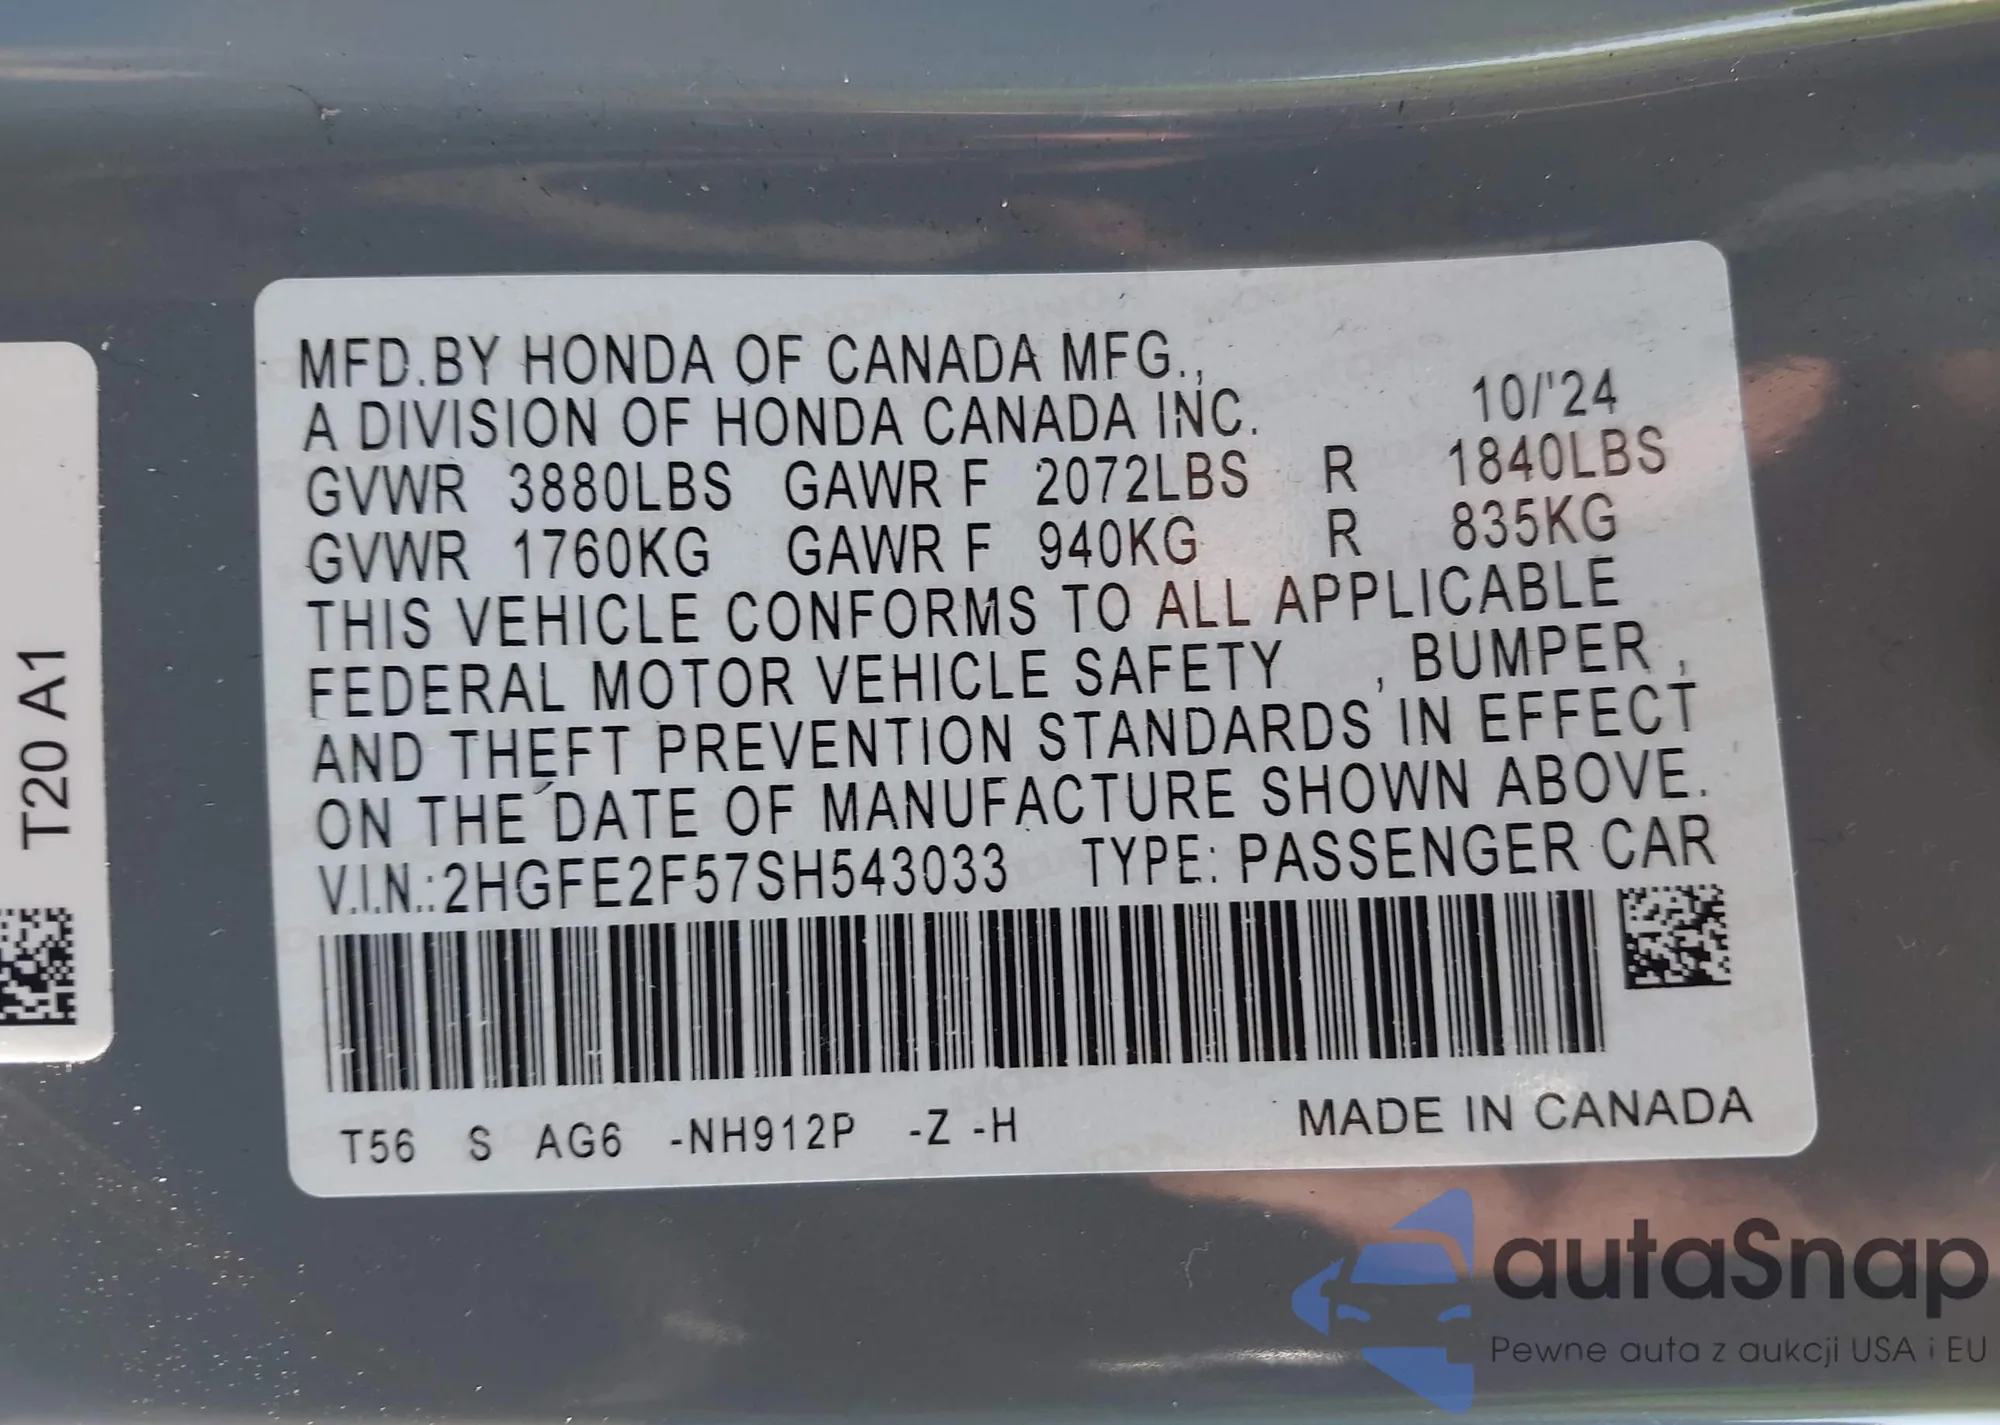 MFD.BY HONDA OF CANADA MFG.,
A DIVISION OF HONDA CANADA INC. 10/'24
GVWR 3880LBS GAWR F 2072LBS R 1840LBS
GVWR 1760KG GAWR F 940KG R 835KG
THIS VEHICLE CONFORMS TO ALL APPLICABLE
FEDERAL MOTOR VEHICLE SAFETY , BUMPER ,
AND THEFT PREVENTION STANDARDS IN EFFECT
ON THE DATE OF MANUFACTURE SHOWN ABOVE.
V.I.N.:2HGFE2F57SH543033 TYPE: PASSENGER CAR
T56 S AG6 -NH912P -Z -H MADE IN CANADA
T20 A1
autaSnap
Pewne auta z aukcji USA i EU